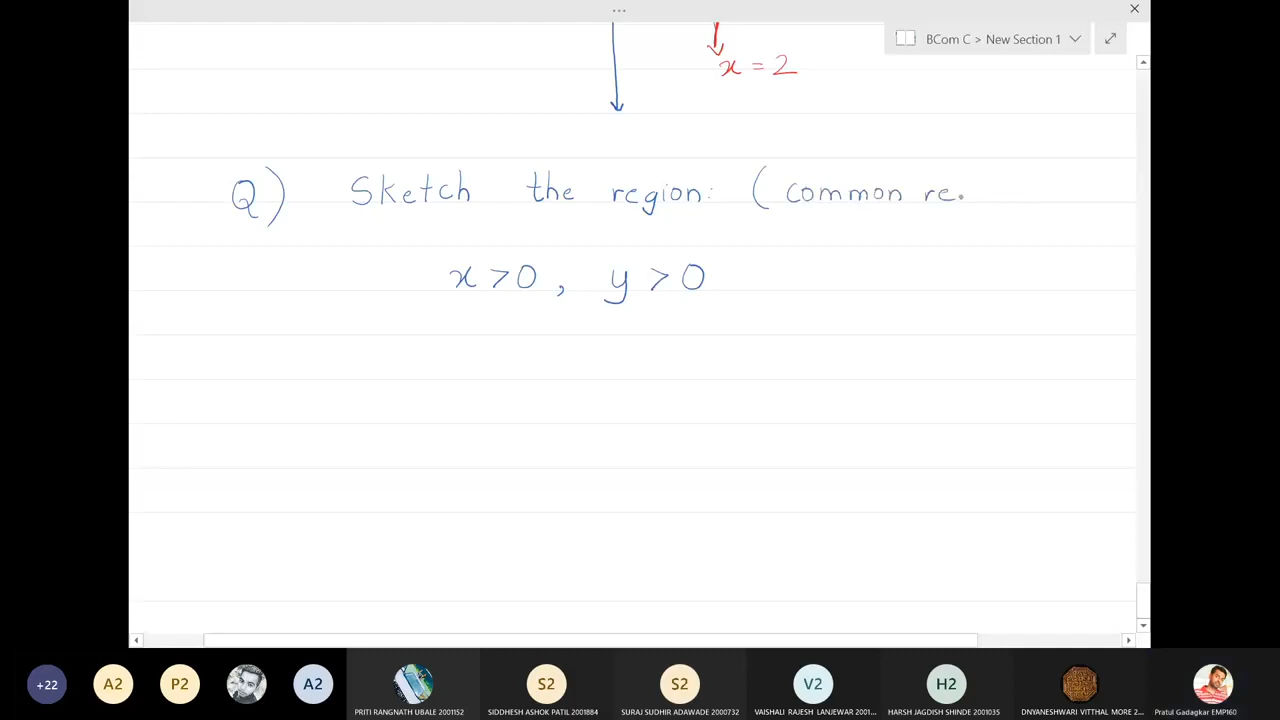 ...
BCom C > New Section 1
x = 2
Q) Sketch the region: ( common re.
x > 0 , y > 0
+22 A2 P2 A2 S2 S2 V2 H2
PRITI RANGNATH UBALE 2001152 SIDDHESH ASHOK PATIL 2001884 SURAJ SUDHIR ADAWADE 2000732 VAISHALI RAJESH LANJEWAR 2001... HARSH JAGDISH SHINDE 2001035 DNYANESHWARI VITTHAL MORE 2... Pratul Gadagkar EMP160